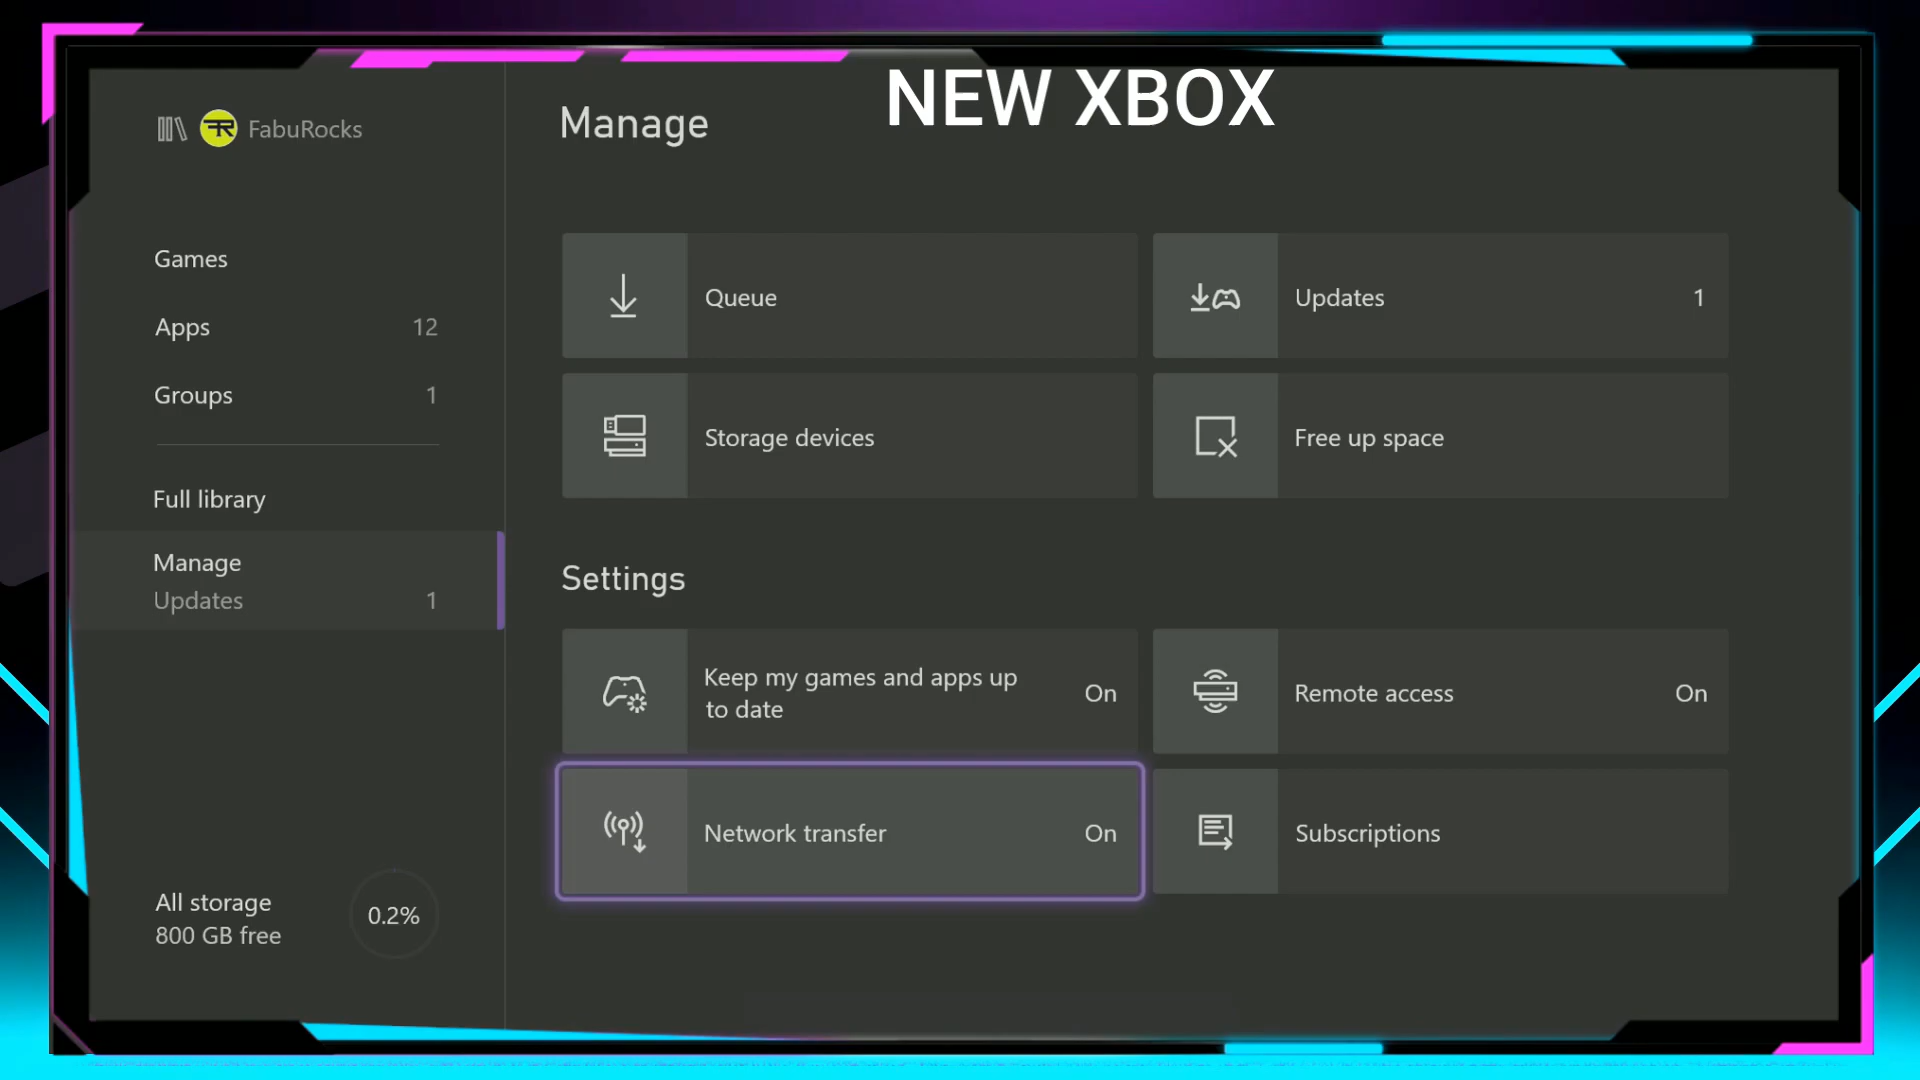 NEW XBOX
FR FabuRocks
Games
Apps 12
Groups 1
Full library
Manage
Updates 1
All storage
800 GB free
0.2%
Manage
Queue
Updates 1
Storage devices
Free up space
Settings
Keep my games and apps up
to date
On
Remote access On
Network transfer On
Subscriptions